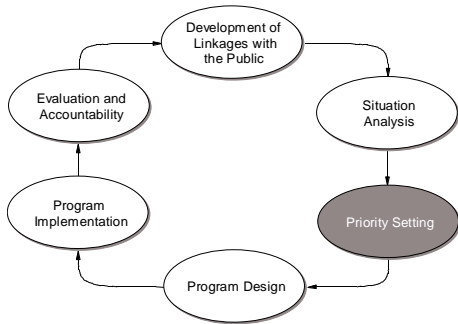 Development of
Linkages with
the Public
Situation
Analysis
Priority Setting
Program Design
Program
Implementation
Evaluation and
Accountability